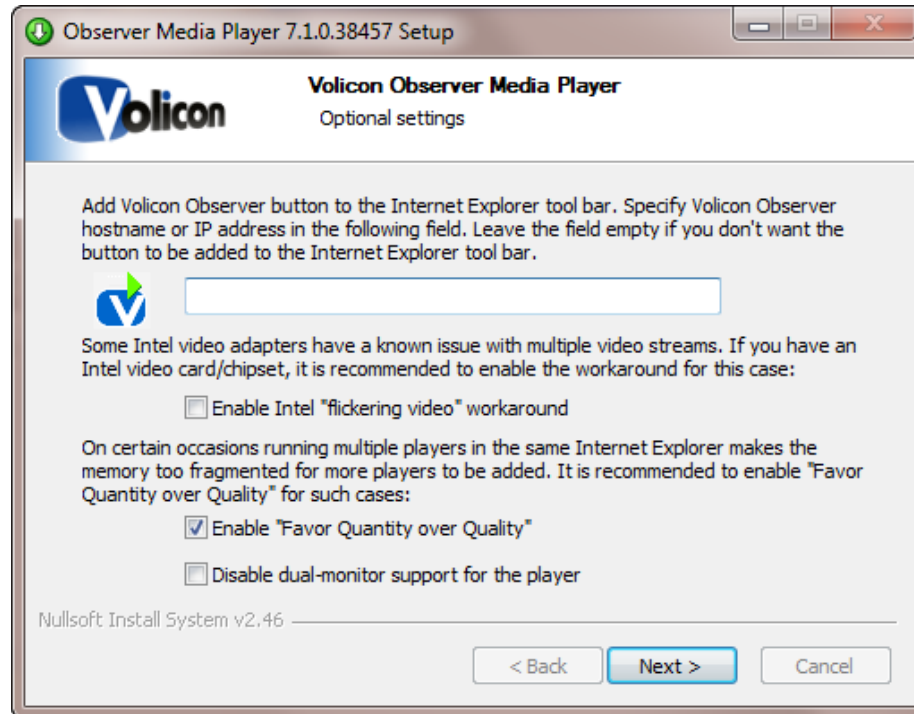 Observer Media Player 7.1.0.38457 Setup
Volicon
Volicon Observer Media Player
Optional settings
Add Volicon Observer button to the Internet Explorer tool bar. Specify Volicon Observer
hostname or IP address in the following field. Leave the field empty if you don't want the
button to be added to the Internet Explorer tool bar.
V
Some Intel video adapters have a known issue with multiple video streams. If you have an
Intel video card/chipset, it is recommended to enable the workaround for this case:
Enable Intel "flickering video" workaround
On certain occasions running multiple players in the same Internet Explorer makes the
memory too fragmented for more players to be added. It is recommended to enable "Favor
Quantity over Quality" for such cases:
Enable "Favor Quantity over Quality"
Disable dual-monitor support for the player
Nullsoft Install System v2.46
< Back Next > Cancel